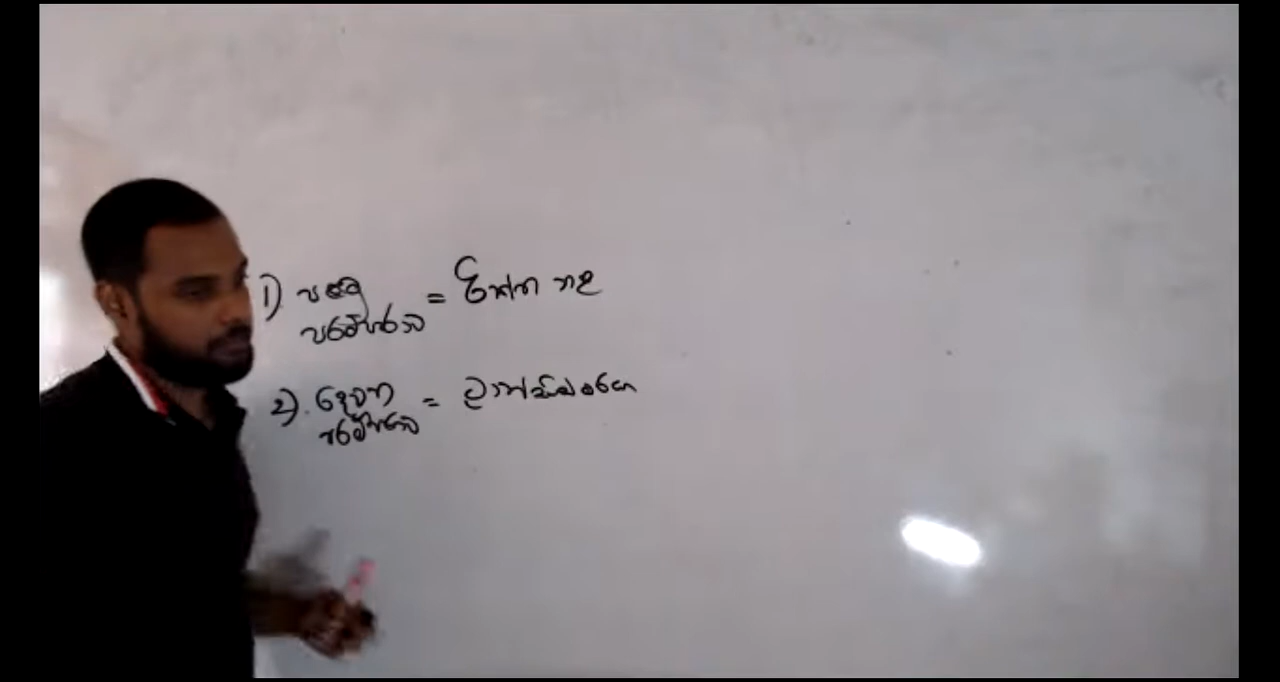 1) පළමු = රික්ත නළ
පරම්පරාව
2) දෙවන = ට්‍රාන්සිස්ටරය
පරම්පරාව